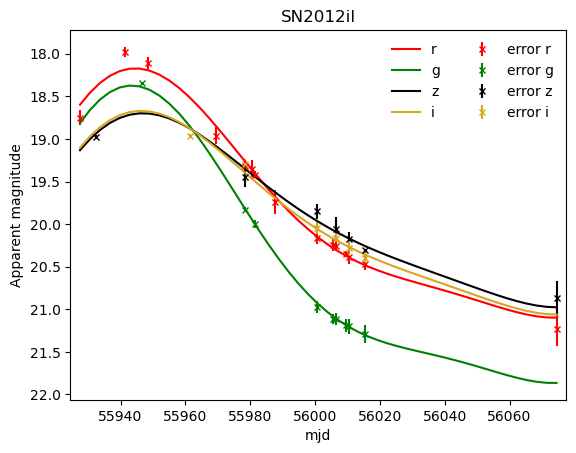 SN2012il
r
g
z
i
error r
error g
error z
error i
Apparent magnitude
18.0
18.5
19.0
19.5
20.0
20.5
21.0
21.5
22.0
55940 55960 55980 56000 56020 56040 56060
mjd